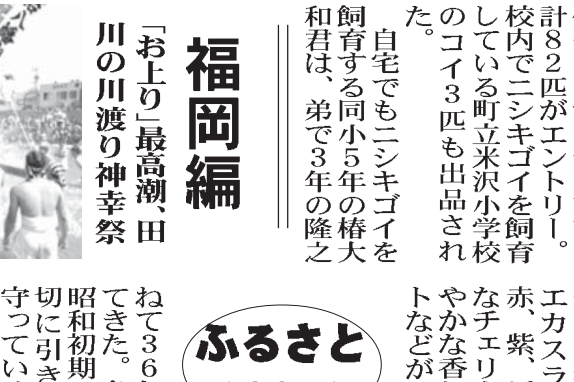 計82匹がエントリー。
校内でニシキゴイを飼育
している町立米沢小学校
のコイ3匹も出品され
た。
自宅でもニシキゴイを
飼育する同小5年の椿大
和君は、弟で3年の隆之
福岡編
「お上り」最高潮、田
川の川渡り神幸祭
エカスラ
赤、紫、
なチェリ
やかな香
トなどが
ふるさと
ねて36
てきた。
昭和初期
切に引き
守ってい